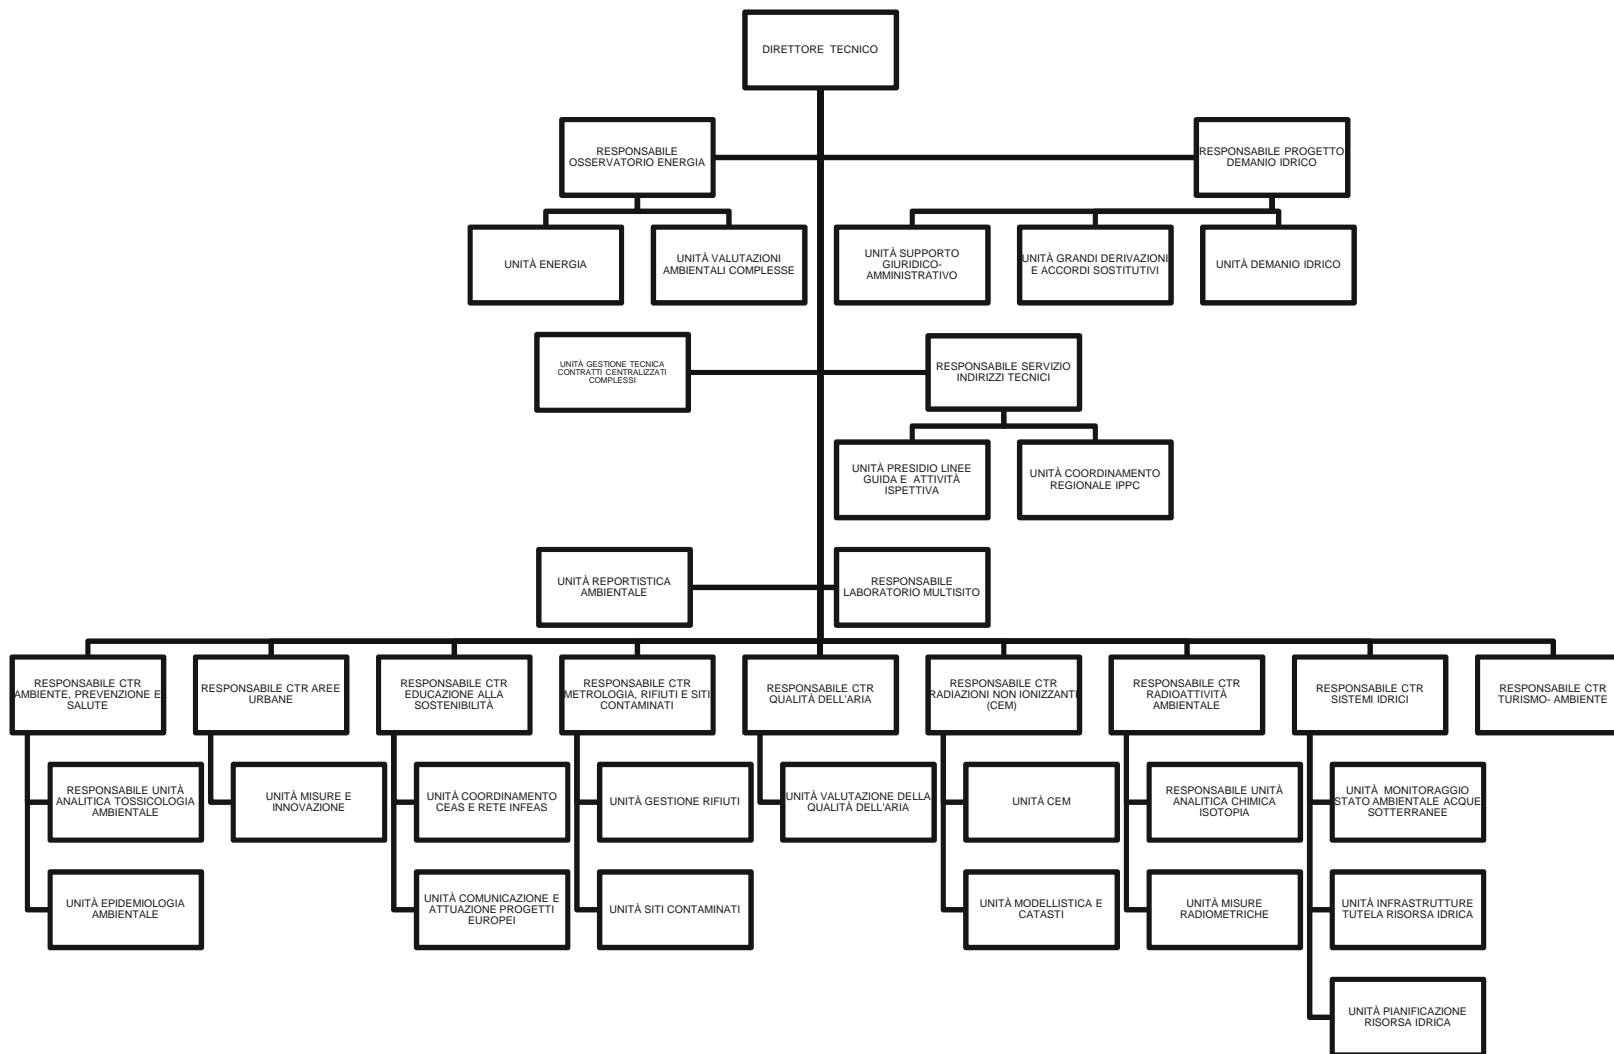 DIRETTORE TECNICO
RESPONSABILE
OSSERVATORIO ENERGIA
RESPONSABILE PROGETTO
DEMANIO IDRICO
UNITÀ ENERGIA
UNITÀ VALUTAZIONI
AMBIENTALI COMPLESSE
UNITÀ SUPPORTO
GIURIDICO-
AMMINISTRATIVO
UNITÀ GRANDI DERIVAZIONI
E ACCORDI SOSTITUTIVI
UNITÀ DEMANIO IDRICO
UNITÀ GESTIONE TECNICA
CONTRATTI CENTRALIZZATI
COMPLESSI
RESPONSABILE SERVIZIO
INDIRIZZI TECNICI
UNITÀ PRESIDIO LINEE
GUIDA E ATTIVITÀ
ISPETTIVA
UNITÀ COORDINAMENTO
REGIONALE IPPC
UNITÀ REPORTISTICA
AMBIENTALE
RESPONSABILE
LABORATORIO MULTISITO
RESPONSABILE CTR
AMBIENTE, PREVENZIONE E
SALUTE
RESPONSABILE CTR AREE
URBANE
RESPONSABILE CTR
EDUCAZIONE ALLA
SOSTENIBILITÀ
RESPONSABILE CTR
METROLOGIA, RIFIUTI E SITI
CONTAMINATI
RESPONSABILE CTR
QUALITÀ DELL'ARIA
RESPONSABILE CTR
RADIAZIONI NON IONIZZANTI
(CEM)
RESPONSABILE CTR
RADIOATTIVITÀ
AMBIENTALE
RESPONSABILE CTR
SISTEMI IDRICI
RESPONSABILE CTR
TURISMO- AMBIENTE
RESPONSABILE UNITÀ
ANALITICA TOSSICOLOGIA
AMBIENTALE
UNITÀ MISURE E
INNOVAZIONE
UNITÀ COORDINAMENTO
CEAS E RETE INFEAS
UNITÀ GESTIONE RIFIUTI
UNITÀ VALUTAZIONE DELLA
QUALITÀ DELL'ARIA
UNITÀ CEM
RESPONSABILE UNITÀ
ANALITICA CHIMICA
ISOTOPIA
UNITÀ MONITORAGGIO
STATO AMBIENTALE ACQUE
SOTTERRANEE
UNITÀ EPIDEMIOLOGIA
AMBIENTALE
UNITÀ COMUNICAZIONE E
ATTUAZIONE PROGETTI
EUROPEI
UNITÀ SITI CONTAMINATI
UNITÀ MODELLISTICA E
CATASTI
UNITÀ MISURE
RADIOMETRICHE
UNITÀ INFRASTRUTTURE
TUTELA RISORSA IDRICA
UNITÀ PIANIFICAZIONE
RISORSA IDRICA